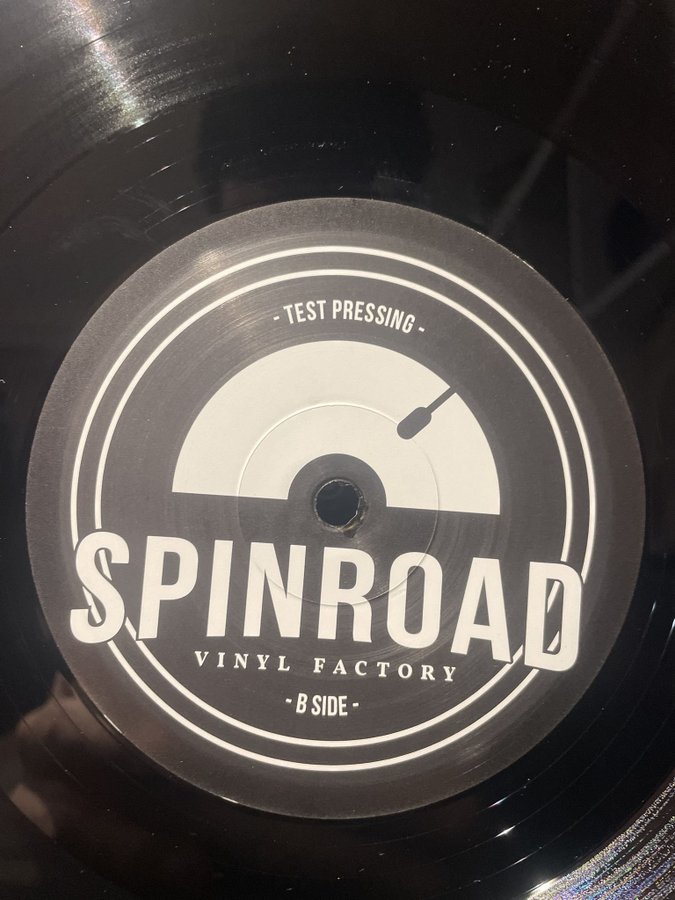 - TEST PRESSING -
SPINROAD
VINYL FACTORY
- B SIDE -